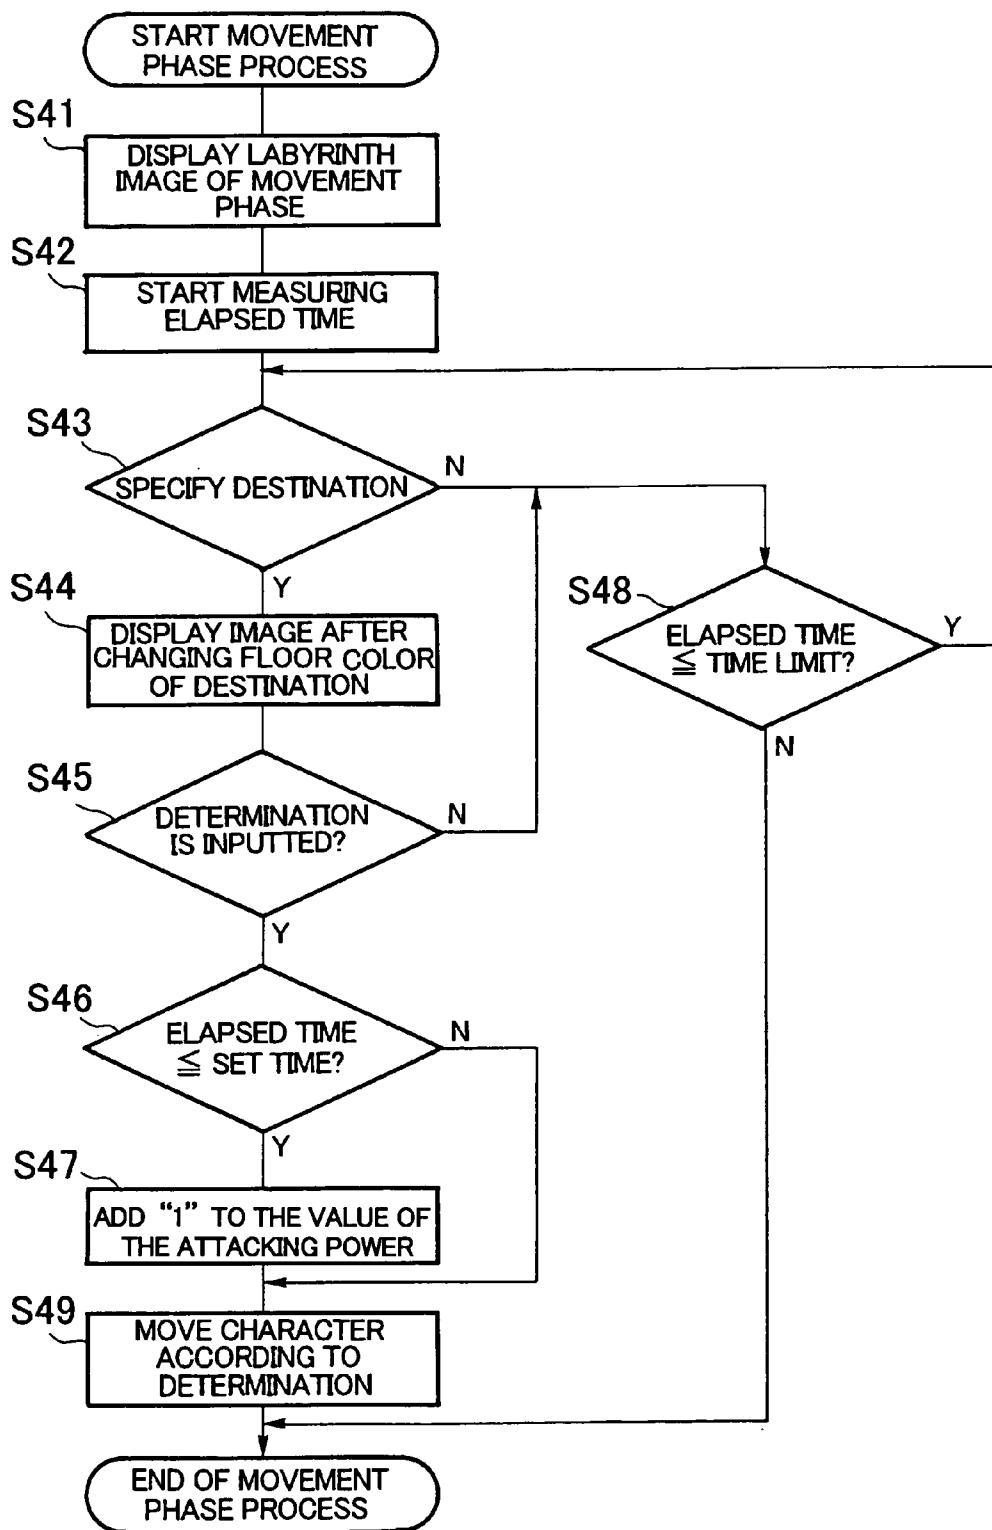 START MOVEMENT
PHASE PROCESS
S41
DISPLAY LABYRINTH
IMAGE OF MOVEMENT
PHASE
S42
START MEASURING
ELAPSED TIME
S43
SPECIFY DESTINATION
N
Y
S44
DISPLAY IMAGE AFTER
CHANGING FLOOR COLOR
OF DESTINATION
S48
ELAPSED TIME
≦ TIME LIMIT?
Y
N
S45
DETERMINATION
IS INPUTTED?
N
Y
S46
ELAPSED TIME
≦ SET TIME?
N
Y
S47
ADD “1” TO THE VALUE OF
THE ATTACKING POWER
S49
MOVE CHARACTER
ACCORDING TO
DETERMINATION
END OF MOVEMENT
PHASE PROCESS